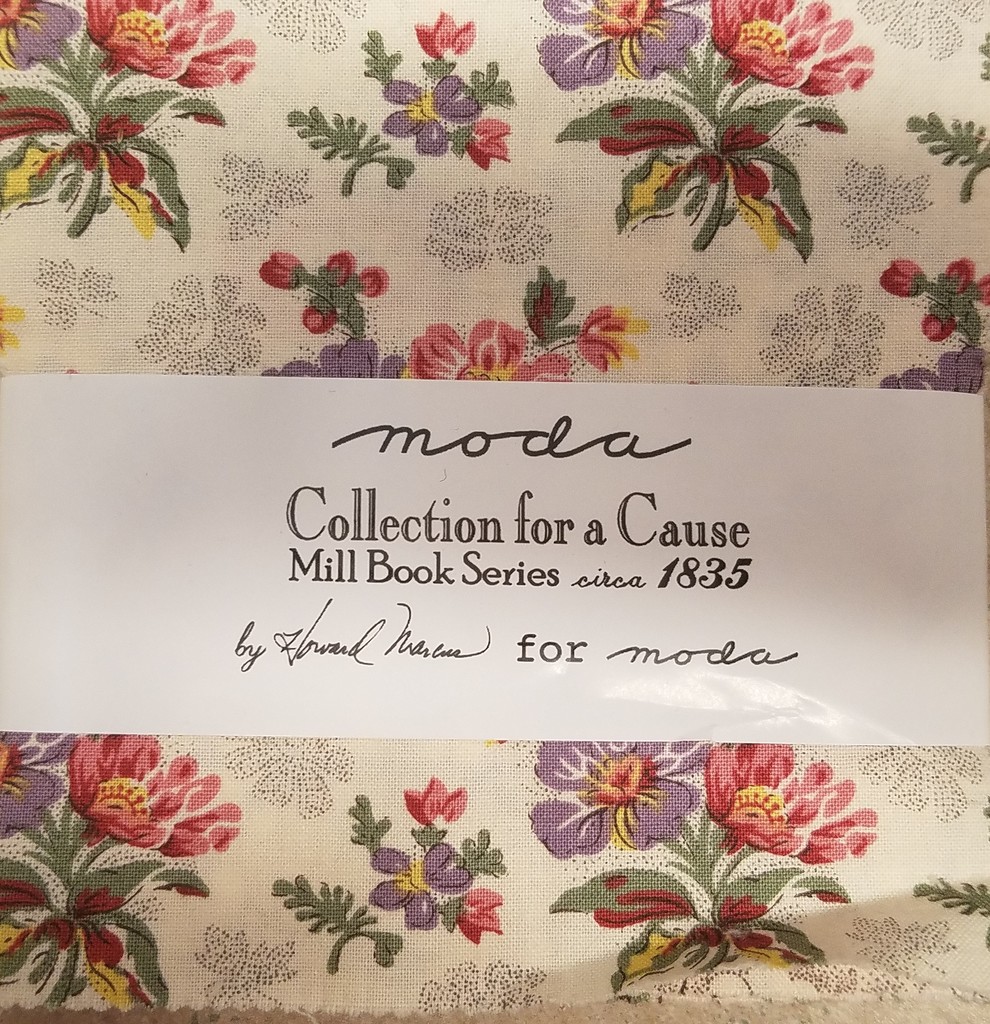 moda
Collection for a Cause
Mill Book Series circa 1835
by Howard Marcus for moda